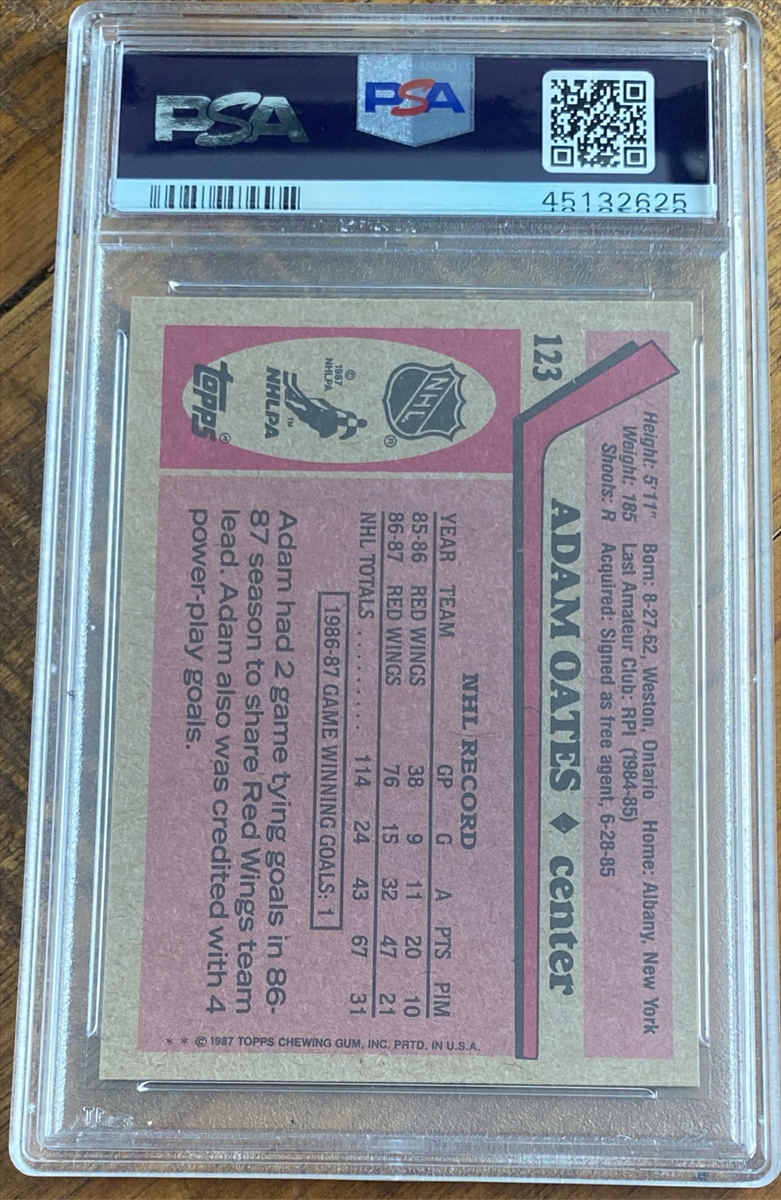 PSA
PSA
45132625
123
Height: 5'11" Born: 8-27-62, Weston, Ontario Home: Albany, New York
Weight: 185 Last Amateur Club: RPI (1984-85)
Shoots: R Acquired: Signed as free agent, 6-28-85
ADAM OATES ♦ center
NHL
®
© 1987 NHLPA
NHLPA™
Topps®
NHL RECORD
YEAR TEAM GP G A PTS PIM
85-86 RED WINGS 38 9 11 20 10
86-87 RED WINGS 76 15 32 47 21
NHL TOTALS . . . . . . . . . 114 24 43 67 31
1986-87 GAME WINNING GOALS: 1
Adam had 2 game tying goals in 86-
87 season to share Red Wings team
lead. Adam also was credited with 4
power-play goals.
* * © 1987 TOPPS CHEWING GUM, INC. PRTD. IN U.S.A.